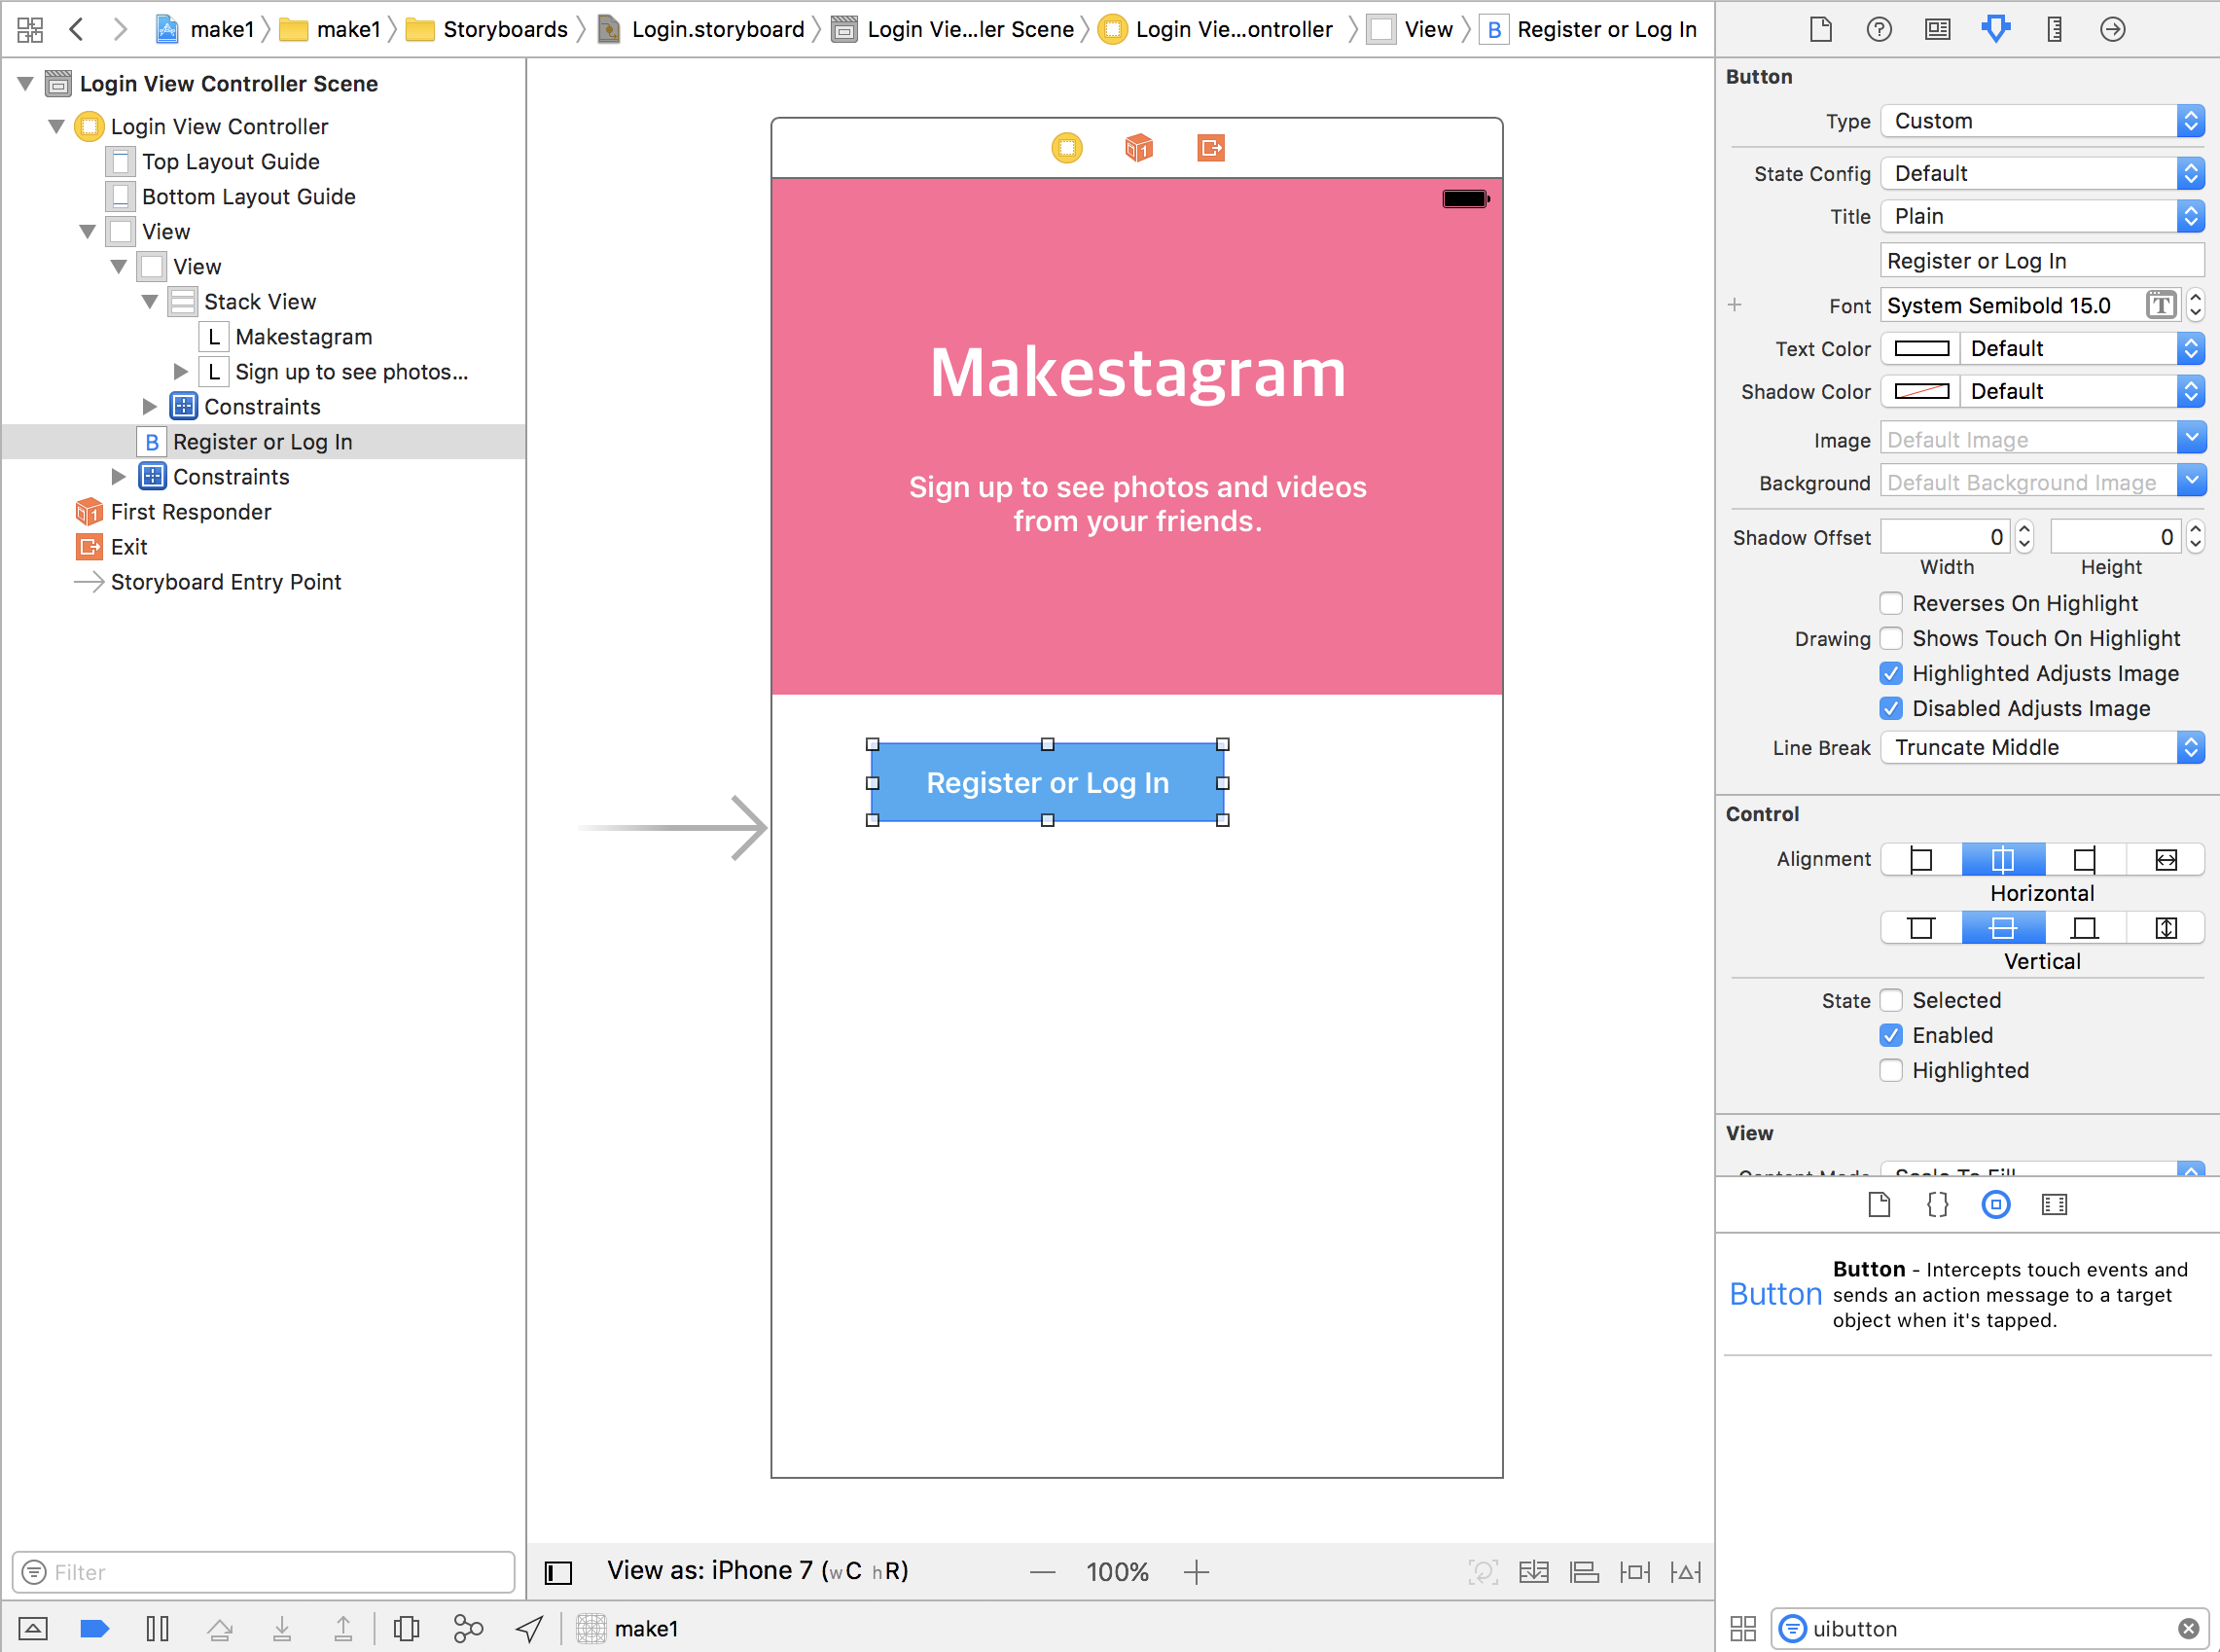 make1 make1 Storyboards Login.storyboard Login Vie...ler Scene Login Vie...ontroller View B Register or Log In
Login View Controller Scene
Login View Controller
Top Layout Guide
Bottom Layout Guide
View
View
Stack View
L Makestagram
L Sign up to see photos...
Constraints
B Register or Log In
Constraints
First Responder
Exit
Storyboard Entry Point
Filter
Makestagram
Sign up to see photos and videos
from your friends.
Register or Log In
View as: iPhone 7 (wC hR)
100%
make1
Button
Type Custom
State Config Default
Title Plain
Register or Log In
Font System Semibold 15.0 T
Text Color Default
Shadow Color Default
Image Default Image
Background Default Background Image
Shadow Offset 0 0
Width Height
Reverses On Highlight
Drawing Shows Touch On Highlight
Highlighted Adjusts Image
Disabled Adjusts Image
Line Break Truncate Middle
Control
Alignment
Horizontal
Vertical
State Selected
Enabled
Highlighted
View
Content Mode Scale To Fill
Button
Button - Intercepts touch events and
sends an action message to a target
object when it's tapped.
uibutton